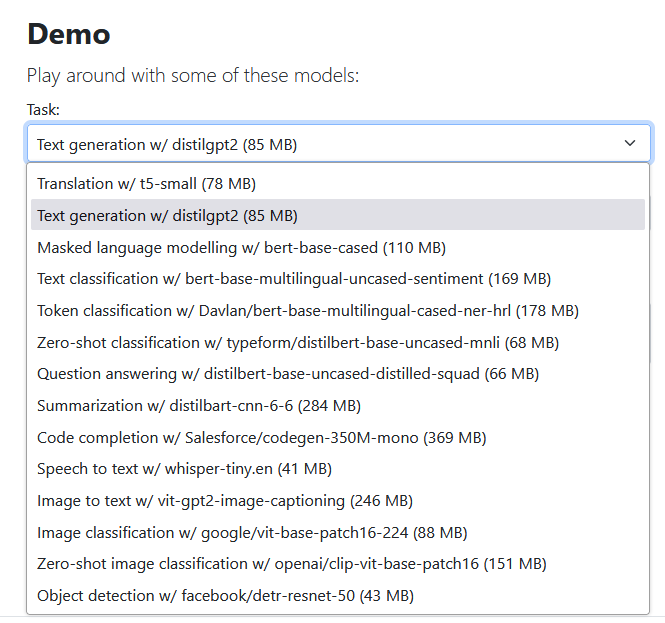 Demo
Play around with some of these models:
Task:
Text generation w/ distilgpt2 (85 MB)
Translation w/ t5-small (78 MB)
Text generation w/ distilgpt2 (85 MB)
Masked language modelling w/ bert-base-cased (110 MB)
Text classification w/ bert-base-multilingual-uncased-sentiment (169 MB)
Token classification w/ Davlan/bert-base-multilingual-cased-ner-hrl (178 MB)
Zero-shot classification w/ typeform/distilbert-base-uncased-mnli (68 MB)
Question answering w/ distilbert-base-uncased-distilled-squad (66 MB)
Summarization w/ distilbart-cnn-6-6 (284 MB)
Code completion w/ Salesforce/codegen-350M-mono (369 MB)
Speech to text w/ whisper-tiny.en (41 MB)
Image to text w/ vit-gpt2-image-captioning (246 MB)
Image classification w/ google/vit-base-patch16-224 (88 MB)
Zero-shot image classification w/ openai/clip-vit-base-patch16 (151 MB)
Object detection w/ facebook/detr-resnet-50 (43 MB)